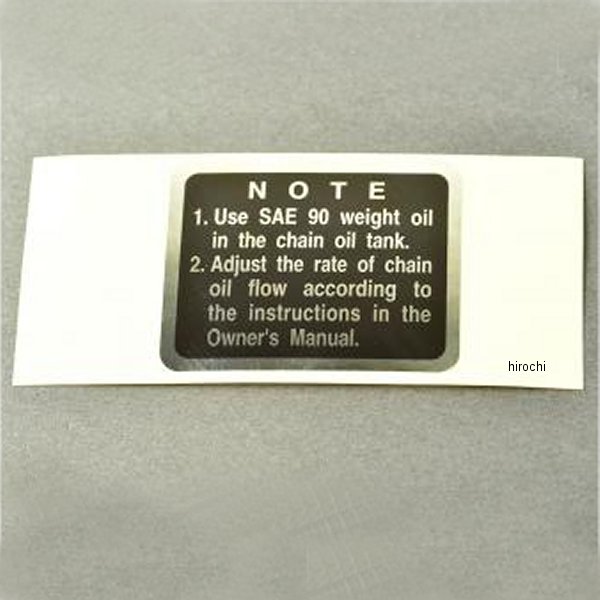 NOTE
1. Use SAE 90 weight oil
in the chain oil tank.
2. Adjust the rate of chain
oil flow according to
the instructions in the
Owner's Manual.
hirochi